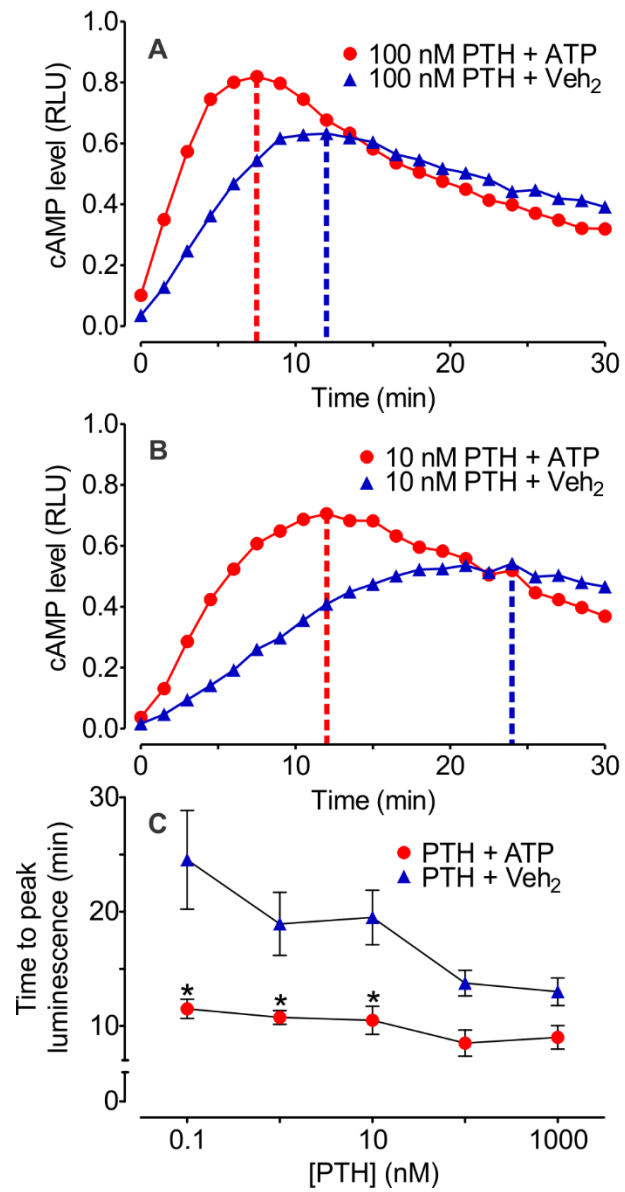 A
100 nM PTH + ATP
100 nM PTH + Veh₂
cAMP level (RLU)
1.0
0.8
0.6
0.4
0.2
0.0
0 10 20 30
Time (min)
B
10 nM PTH + ATP
10 nM PTH + Veh₂
cAMP level (RLU)
1.0
0.8
0.6
0.4
0.2
0.0
0 10 20 30
Time (min)
C
PTH + ATP
PTH + Veh₂
Time to peak
luminescence (min)
30
20
10
0
* * *
0.1 10 1000
[PTH] (nM)